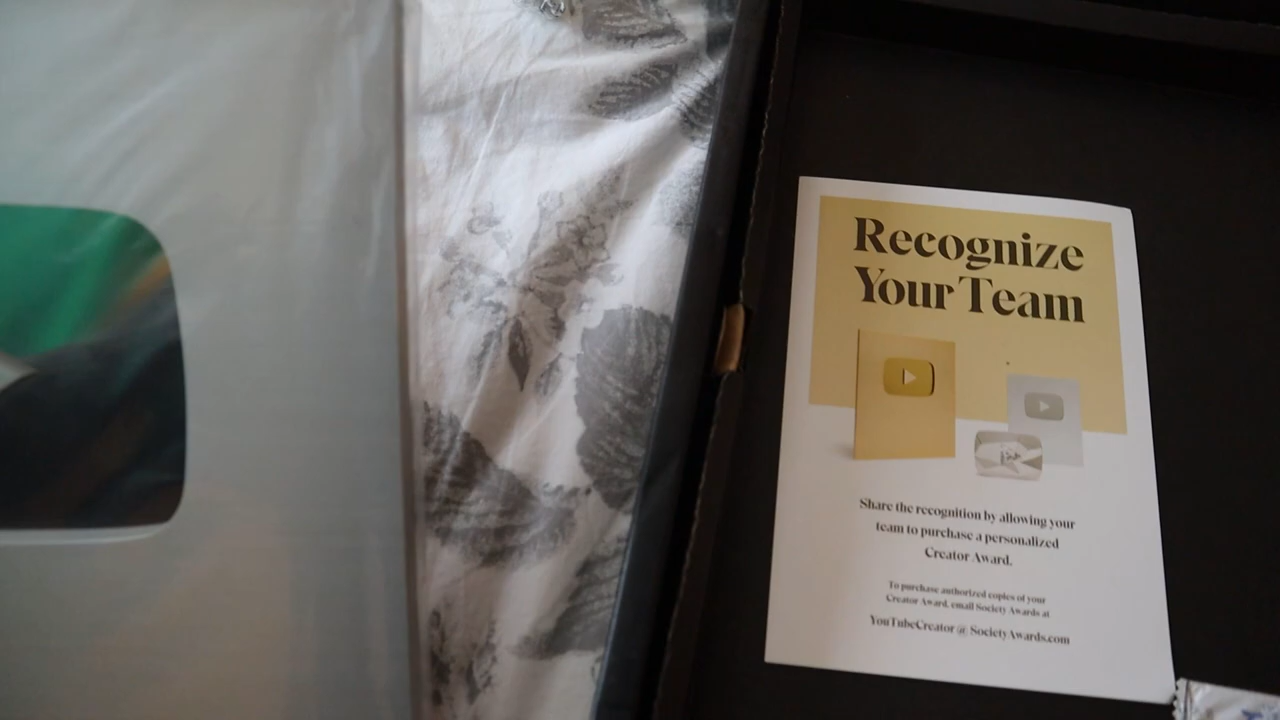 Recognize
Your Team
Share the recognition by allowing your
team to purchase a personalized
Creator Award.
To purchase authorized copies of your
Creator Award, email Society Awards at
YouTubeCreator @ SocietyAwards.com